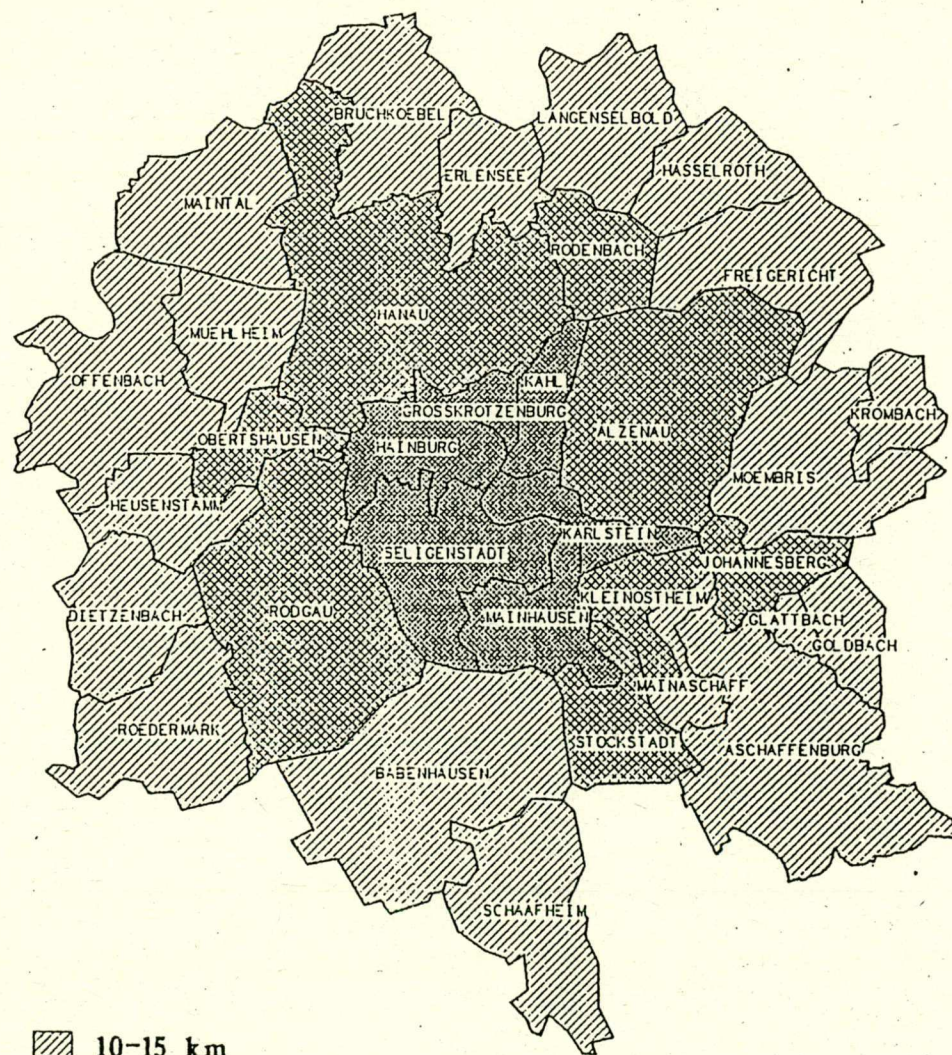 BRUCHKOEBEL
LANGENSELBOLD
ERLENSEE
HASSELROTH
MAINTAL
RODENBACH
FREIGERICHT
HANAU
MUEHLHEIM
OFFENBACH
KAHL
GROSSKROTZENBURG
KROMBACH
OBERTSHAUSEN
HAINBURG
ALZENAU
MOEMBRIS
HEUSENSTAMM
KARLSTEIN
SELIGENSTADT
JOHANNESBERG
KLEINOSTHEIM
DIETZENBACH
RODGAU
MAINHAUSEN
GLATTBACH
GOLDBACH
MAINASCHAFF
ROEDERMARK
STOCKSTADT
ASCHAFFENBURG
BABENHAUSEN
SCHAAFHEIM
10-15 km